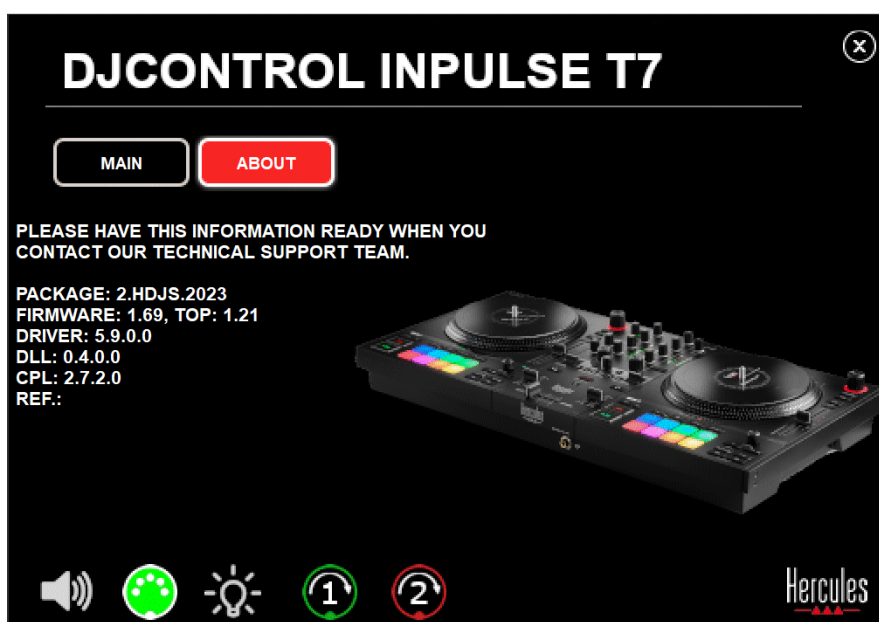 DJCONTROL INPULSE T7
MAIN
ABOUT
PLEASE HAVE THIS INFORMATION READY WHEN YOU
CONTACT OUR TECHNICAL SUPPORT TEAM.
PACKAGE: 2.HDJS.2023
FIRMWARE: 1.69, TOP: 1.21
DRIVER: 5.9.0.0
DLL: 0.4.0.0
CPL: 2.7.2.0
REF.:
1
2
Hercules